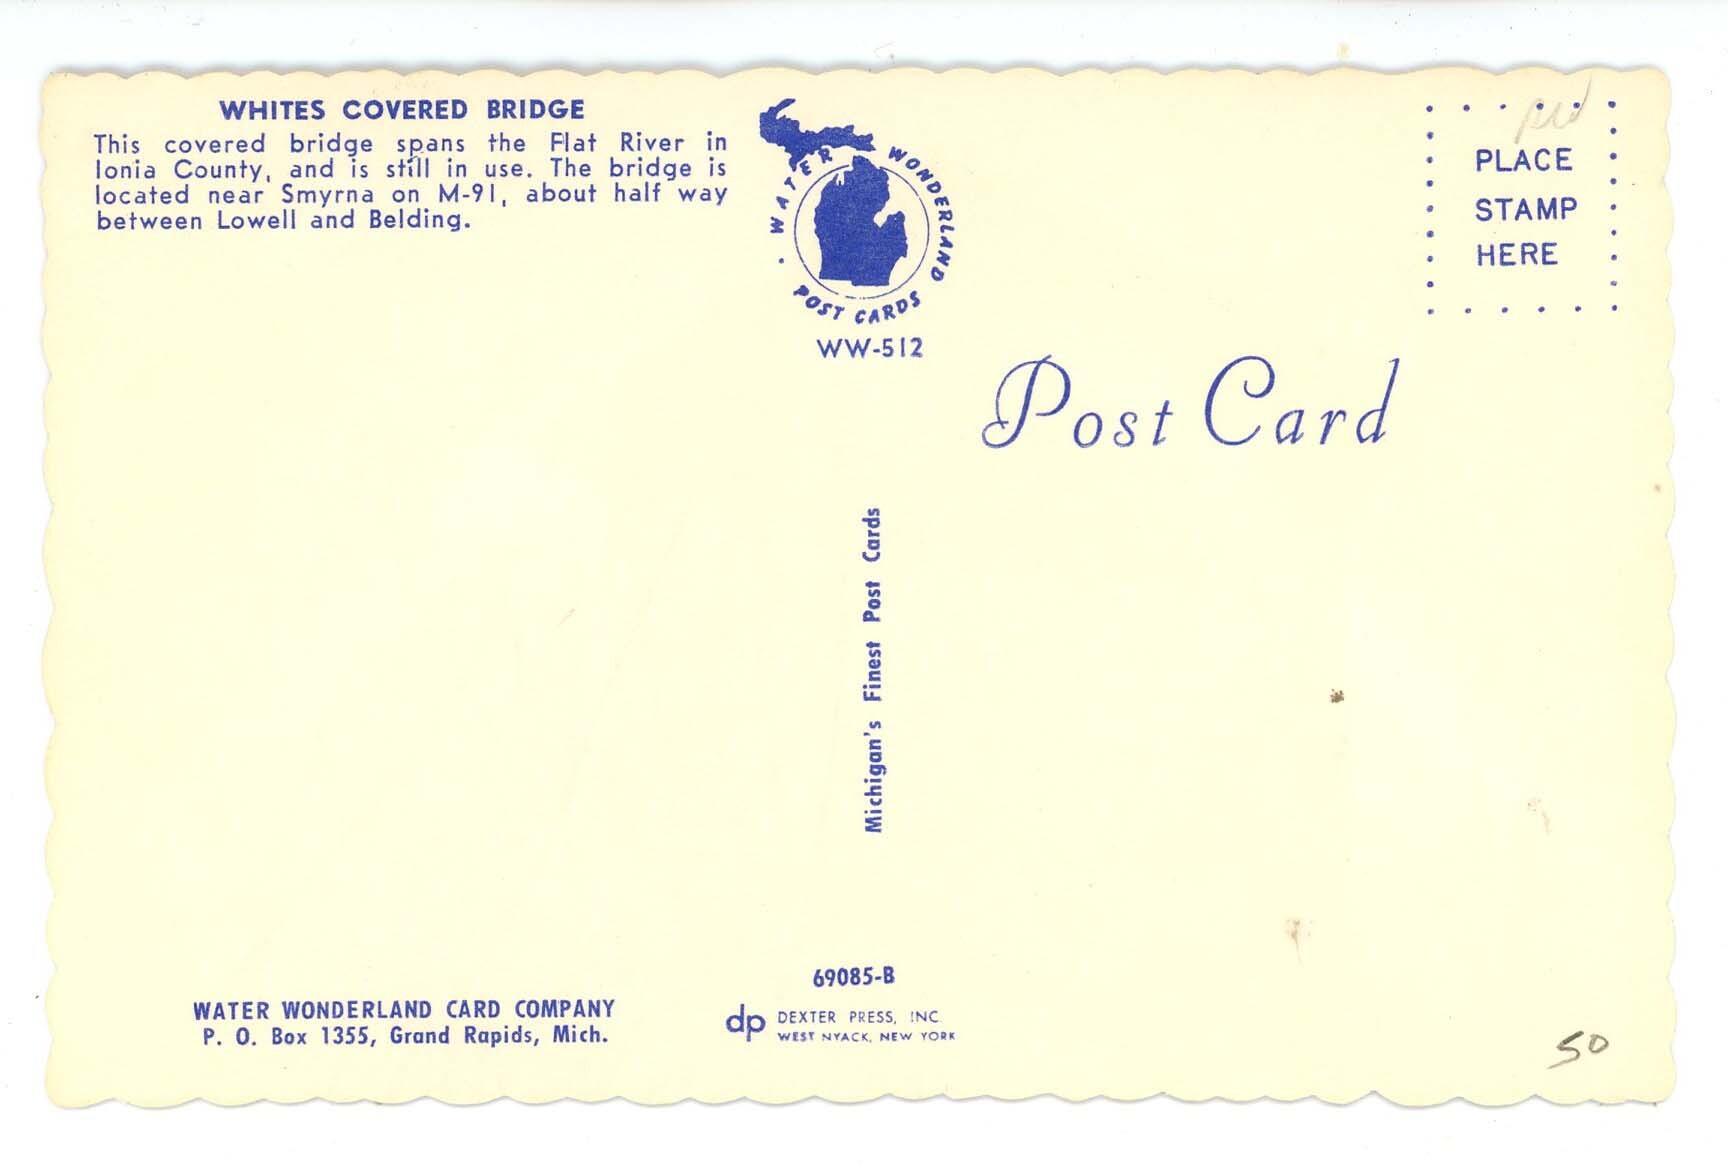 WHITES COVERED BRIDGE
This covered bridge spans the Flat River in
Ionia County, and is still in use. The bridge is
located near Smyrna on M-91, about half way
between Lowell and Belding.
• WATER WONDERLAND
POST CARDS
WW-512
PLACE
STAMP
HERE
Post Card
Michigan's Finest Post Cards
69085-B
WATER WONDERLAND CARD COMPANY
P. O. Box 1355, Grand Rapids, Mich.
dp DEXTER PRESS, INC.
WEST NYACK, NEW YORK
50